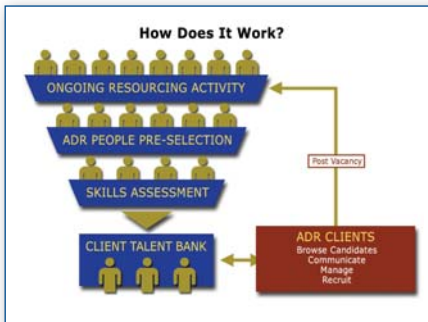 How Does It Work?
ONGOING RESOURCING ACTIVITY
ADR PEOPLE PRE-SELECTION
Post Vacancy
SKILLS ASSESSMENT
CLIENT TALENT BANK
ADR CLIENTS
Browse Candidates
Communicate
Manage
Recruit